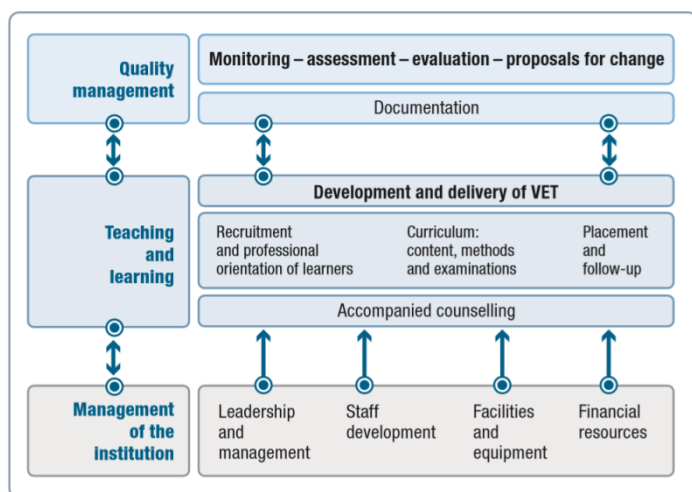 Quality
management
Monitoring – assessment – evaluation – proposals for change
Documentation
Teaching
and
learning
Development and delivery of VET
Recruitment
and professional
orientation of learners
Curriculum:
content, methods
and examinations
Placement
and
follow-up
Accompanied counselling
Management
of the
institution
Leadership
and
management
Staff
development
Facilities
and
equipment
Financial
resources